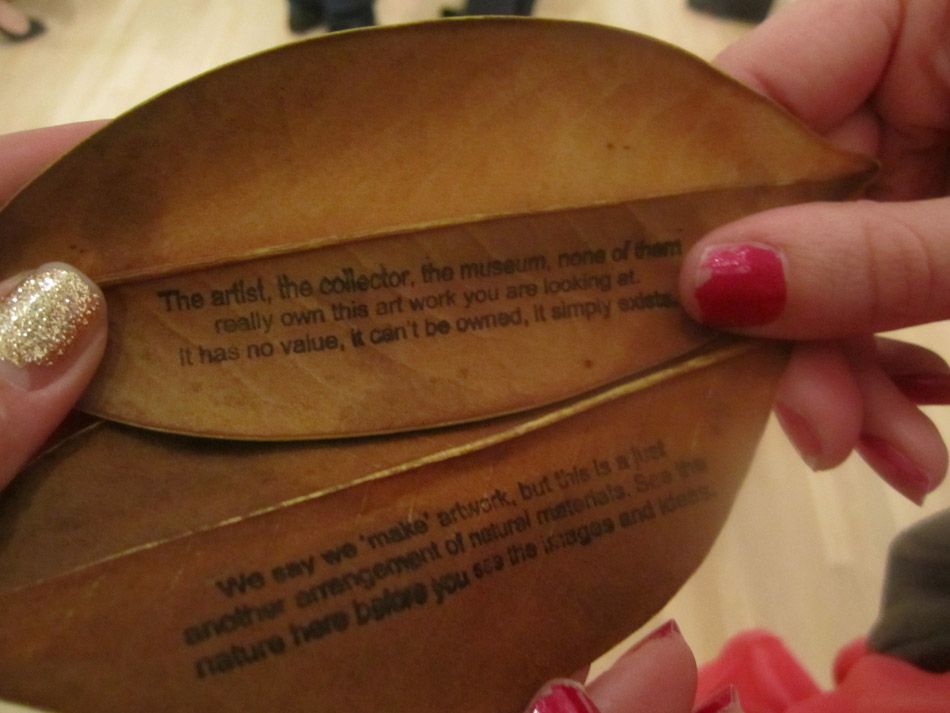 The artist, the collector, the museum, none of them
really own this art work you are looking at.
It has no value, it can't be owned, it simply exists.
We say we 'make' artwork, but this is a just
another arrangement of natural materials. See the
nature here before you see the images and ideas.